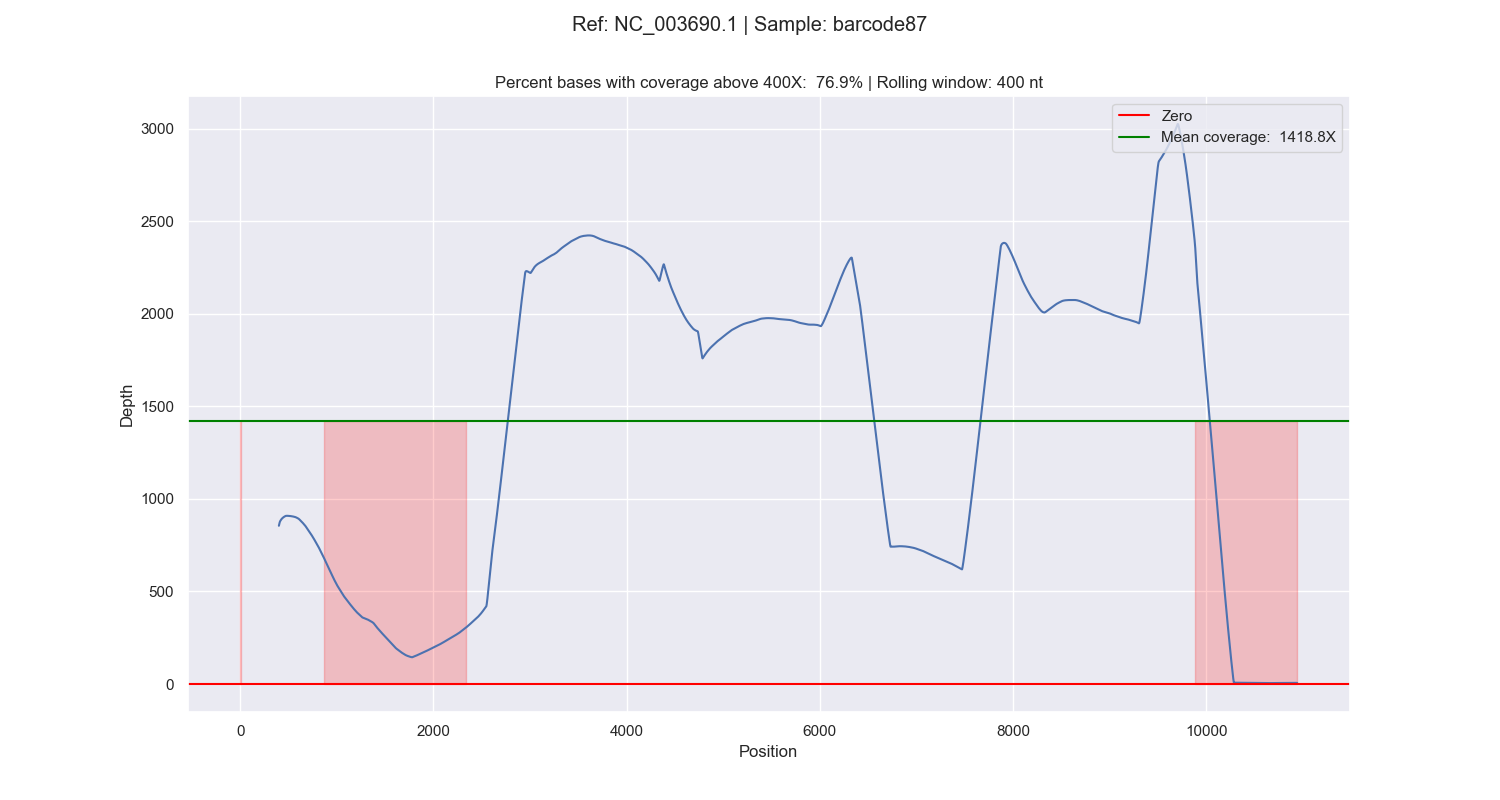 Ref: NC_003690.1 | Sample: barcode87
Percent bases with coverage above 400X:  76.9% | Rolling window: 400 nt
Zero
Mean coverage:  1418.8X
3000
2500
2000
1500
1000
500
0
Depth
0
2000
4000
6000
8000
10000
Position